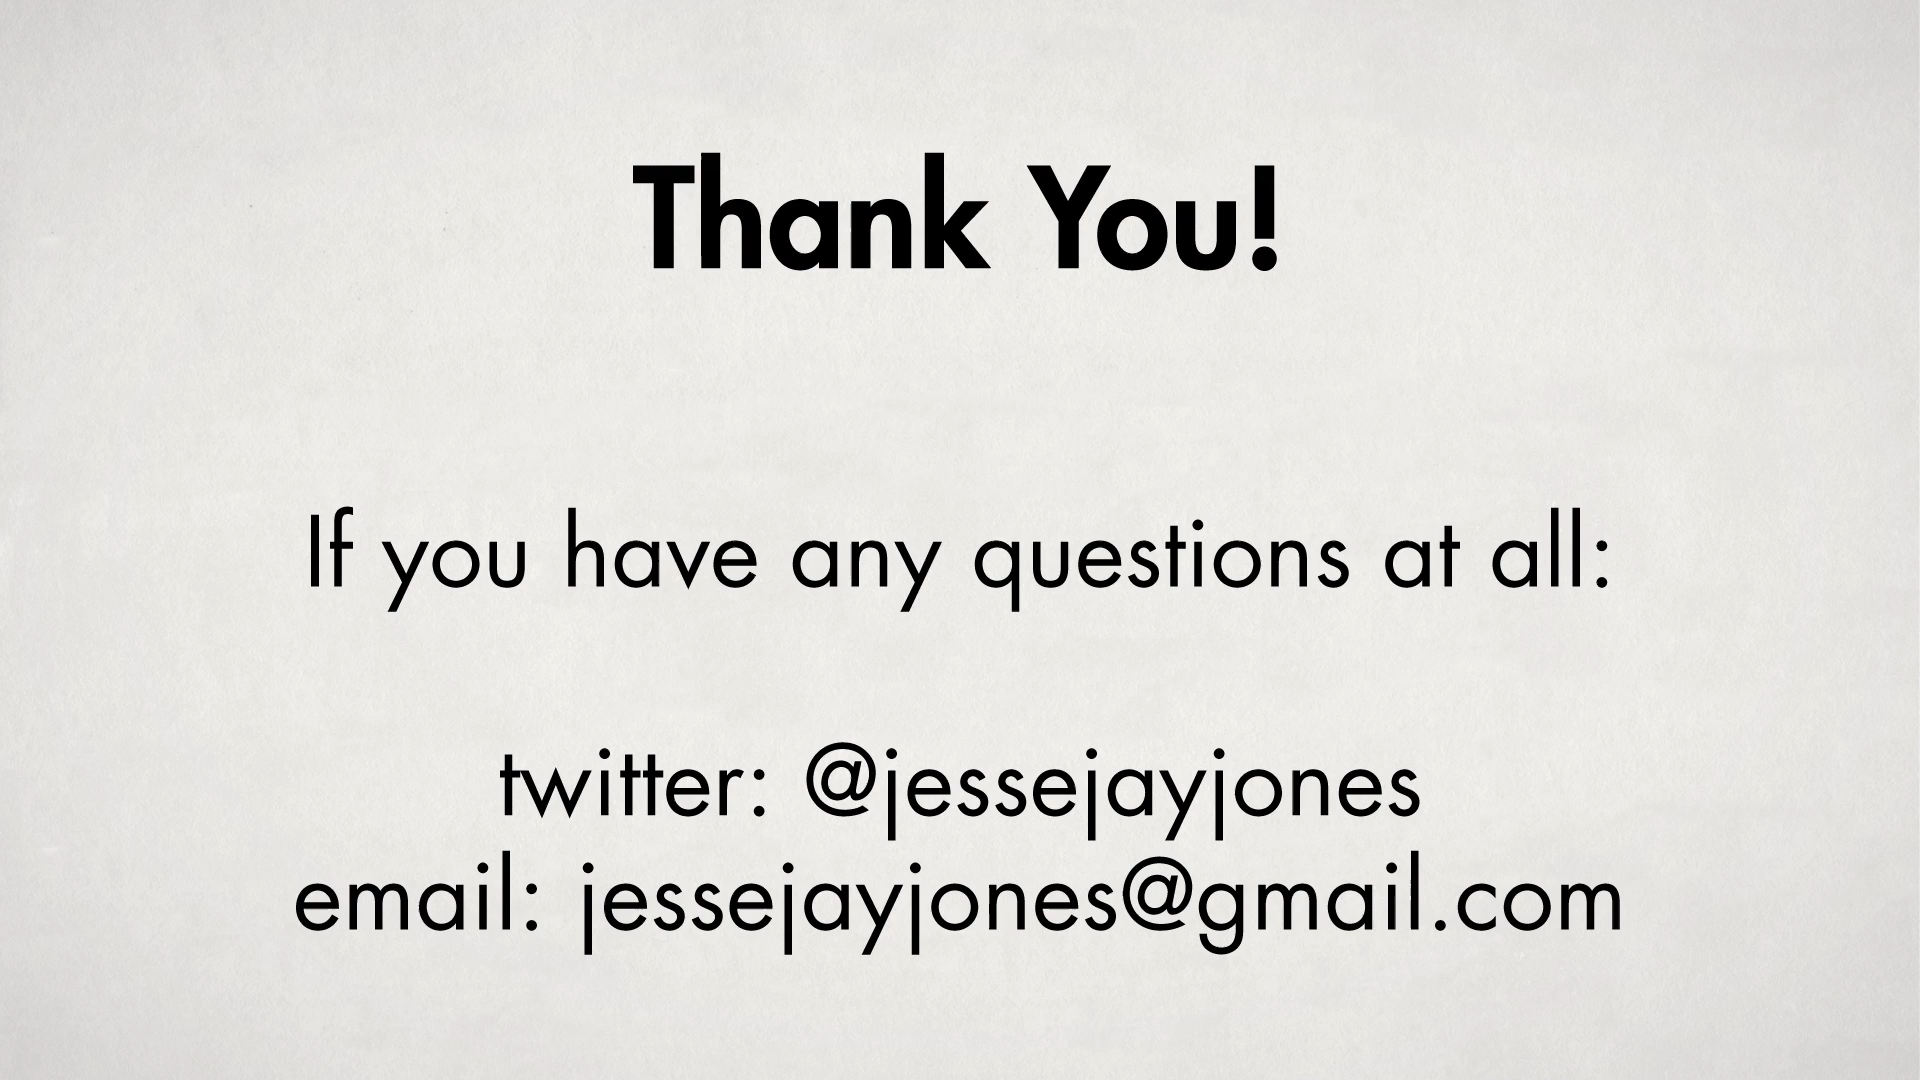 Thank You!
If you have any questions at all:
twitter: @jessejayjones
email: jessejayjones@gmail.com